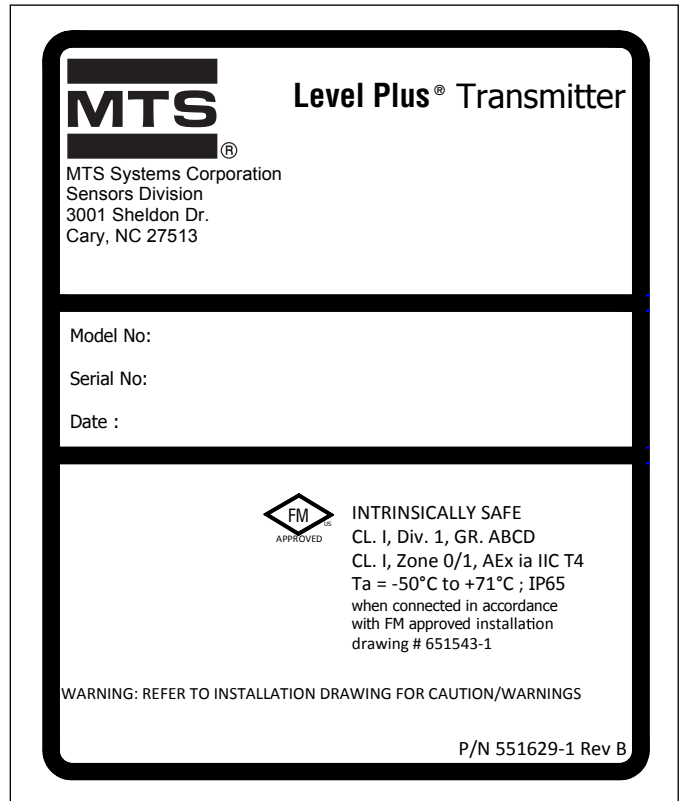 MTS
®
Level Plus® Transmitter
MTS Systems Corporation
Sensors Division
3001 Sheldon Dr.
Cary, NC 27513
Model No:
Serial No:
Date :
FM
us
APPROVED
INTRINSICALLY SAFE
CL. I, Div. 1, GR. ABCD
CL. I, Zone 0/1, AEx ia IIC T4
Ta = -50°C to +71°C ; IP65
when connected in accordance
with FM approved installation
drawing # 651543-1
WARNING: REFER TO INSTALLATION DRAWING FOR CAUTION/WARNINGS
P/N 551629-1 Rev B